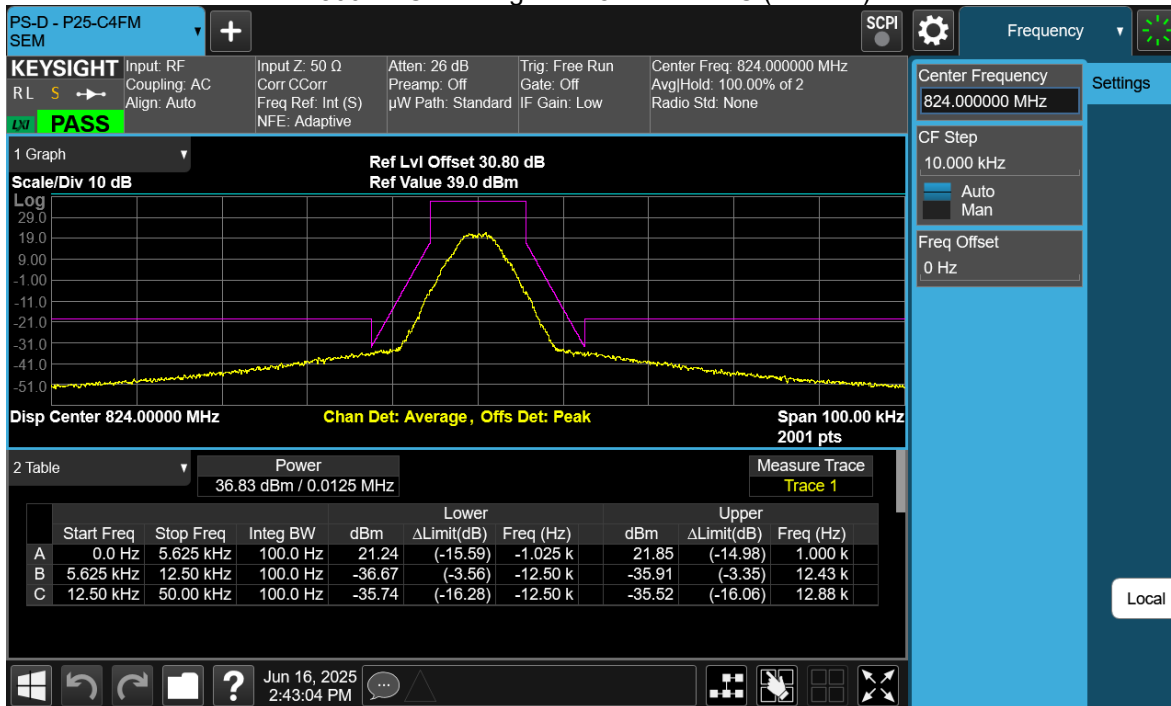 PS-D - P25-C4FM
SEM
+
SCPI
Frequency
KEYSIGHT
RL S
LXI PASS
Input: RF
Coupling: AC
Align: Auto
Input Z: 50 Ω
Corr CCorr
Freq Ref: Int (S)
NFE: Adaptive
Atten: 26 dB
Preamp: Off
µW Path: Standard
Trig: Free Run
Gate: Off
IF Gain: Low
Center Freq: 824.000000 MHz
Avg|Hold: 100.00% of 2
Radio Std: None
Center Frequency
824.000000 MHz
Settings
CF Step
10.000 kHz
Auto
Man
Freq Offset
0 Hz
Local
1 Graph
Scale/Div 10 dB
Ref Lvl Offset 30.80 dB
Ref Value 39.0 dBm
Log
29.0
19.0
9.00
-1.00
-11.0
-21.0
-31.0
-41.0
-51.0
Disp Center 824.00000 MHz
Chan Det: Average, Offs Det: Peak
Span 100.00 kHz
2001 pts
2 Table
Power
36.83 dBm / 0.0125 MHz
Measure Trace
Trace 1
Lower Upper
Start Freq Stop Freq Integ BW dBm ΔLimit(dB) Freq (Hz) dBm ΔLimit(dB) Freq (Hz)
A 0.0 Hz 5.625 kHz 100.0 Hz 21.24 (-15.59) -1.025 k 21.85 (-14.98) 1.000 k
B 5.625 kHz 12.50 kHz 100.0 Hz -36.67 (-3.56) -12.50 k -35.91 (-3.35) 12.43 k
C 12.50 kHz 50.00 kHz 100.0 Hz -35.74 (-16.28) -12.50 k -35.52 (-16.06) 12.88 k
?
Jun 16, 2025
2:43:04 PM